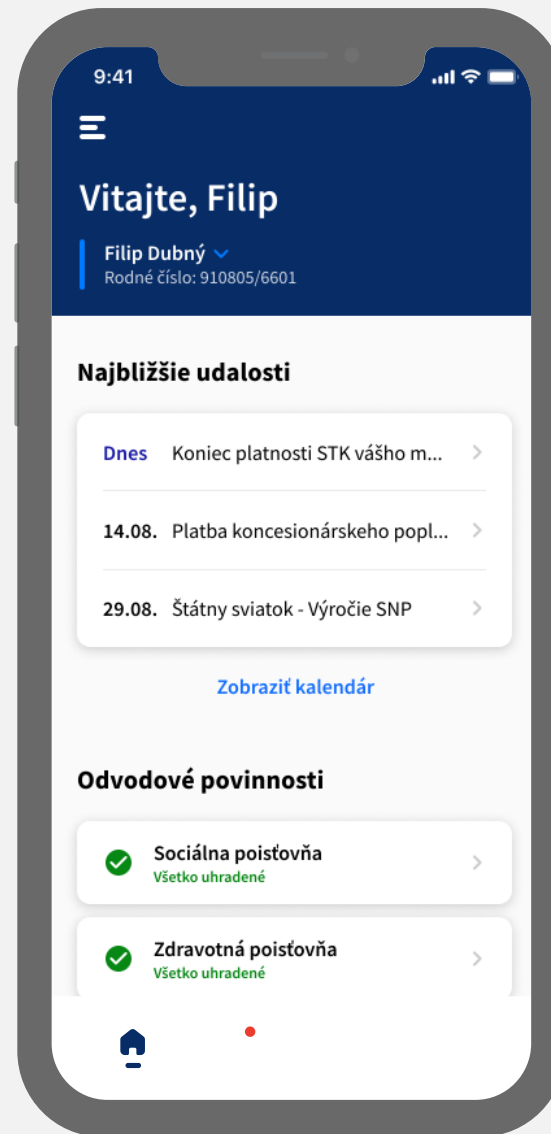 9:41
Vitajte, Filip
Filip Dubný
Rodné číslo: 910805/6601
Najbližšie udalosti
Dnes Koniec platnosti STK vášho m...
14.08. Platba koncesionárskeho popl...
29.08. Štátny sviatok - Výročie SNP
Zobraziť kalendár
Odvodové povinnosti
Sociálna poisťovňa
Všetko uhradené
Zdravotná poisťovňa
Všetko uhradené